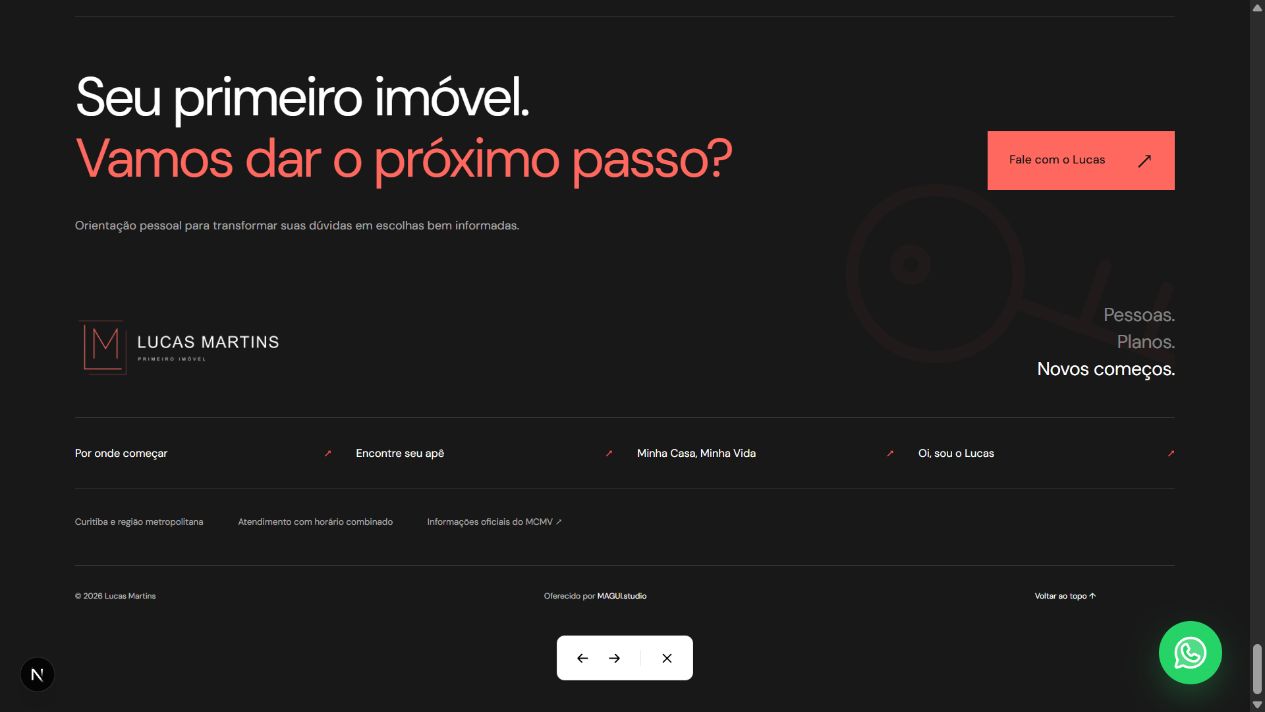 Seu primeiro imóvel.
Vamos dar o próximo passo?
Fale com o Lucas ↗
Orientação pessoal para transformar suas dúvidas em escolhas bem informadas.
LUCAS MARTINS
PRIMEIRO IMÓVEL
Pessoas.
Planos.
Novos começos.
Por onde começar ↗
Encontre seu apê ↗
Minha Casa, Minha Vida ↗
Oi, sou o Lucas ↗
Curitiba e região metropolitana
Atendimento com horário combinado
Informações oficiais do MCMV ↗
© 2026 Lucas Martins
Oferecido por MAGUI.studio
Voltar ao topo ↑